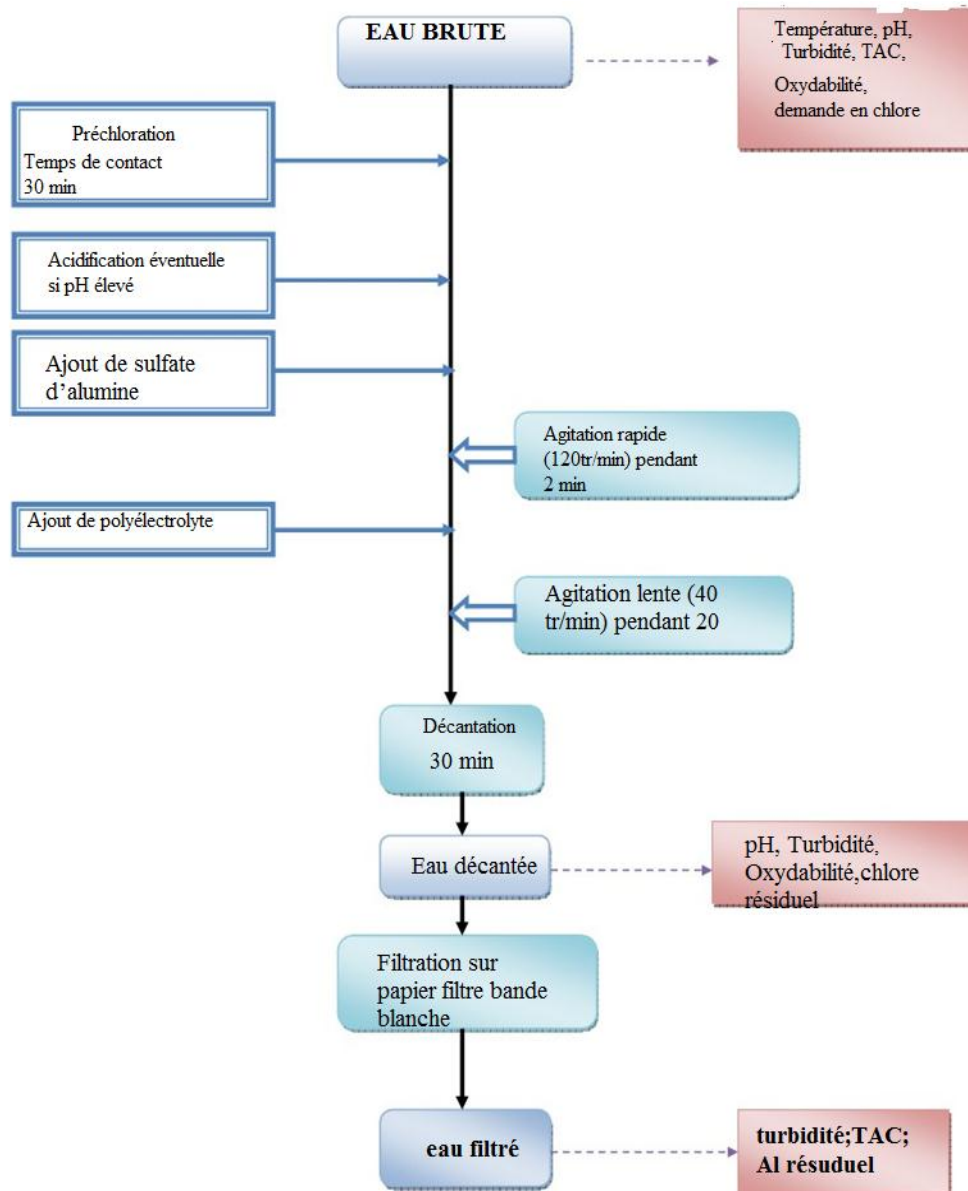 EAU BRUTE
Température, pH,
Turbidité, TAC,
Oxydabilité,
demande en chlore
Préchloration
Temps de contact
30 min
Acidification éventuelle
si pH élevé
Ajout de sulfate
d’alumine
Agitation rapide
(120tr/min) pendant
2 min
Ajout de polyélectrolyte
Agitation lente (40
tr/min) pendant 20
Décantation
30 min
Eau décantée
pH, Turbidité,
Oxydabilité,chlore
résiduel
Filtration sur
papier filtre bande
blanche
eau filtré
turbidité;TAC;
Al résuduel